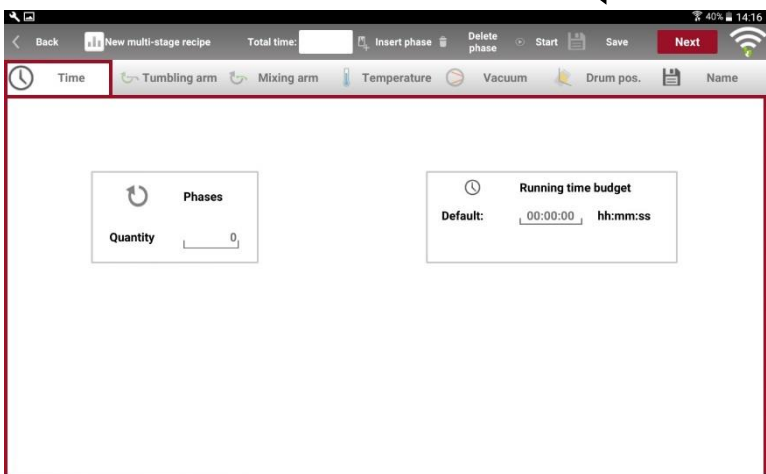 40% 14:16
Back New multi-stage recipe Total time: Insert phase Delete phase Start Save Next
Time Tumbling arm Mixing arm Temperature Vacuum Drum pos. Name
Phases
Quantity 0
Running time budget
Default: 00:00:00 hh:mm:ss